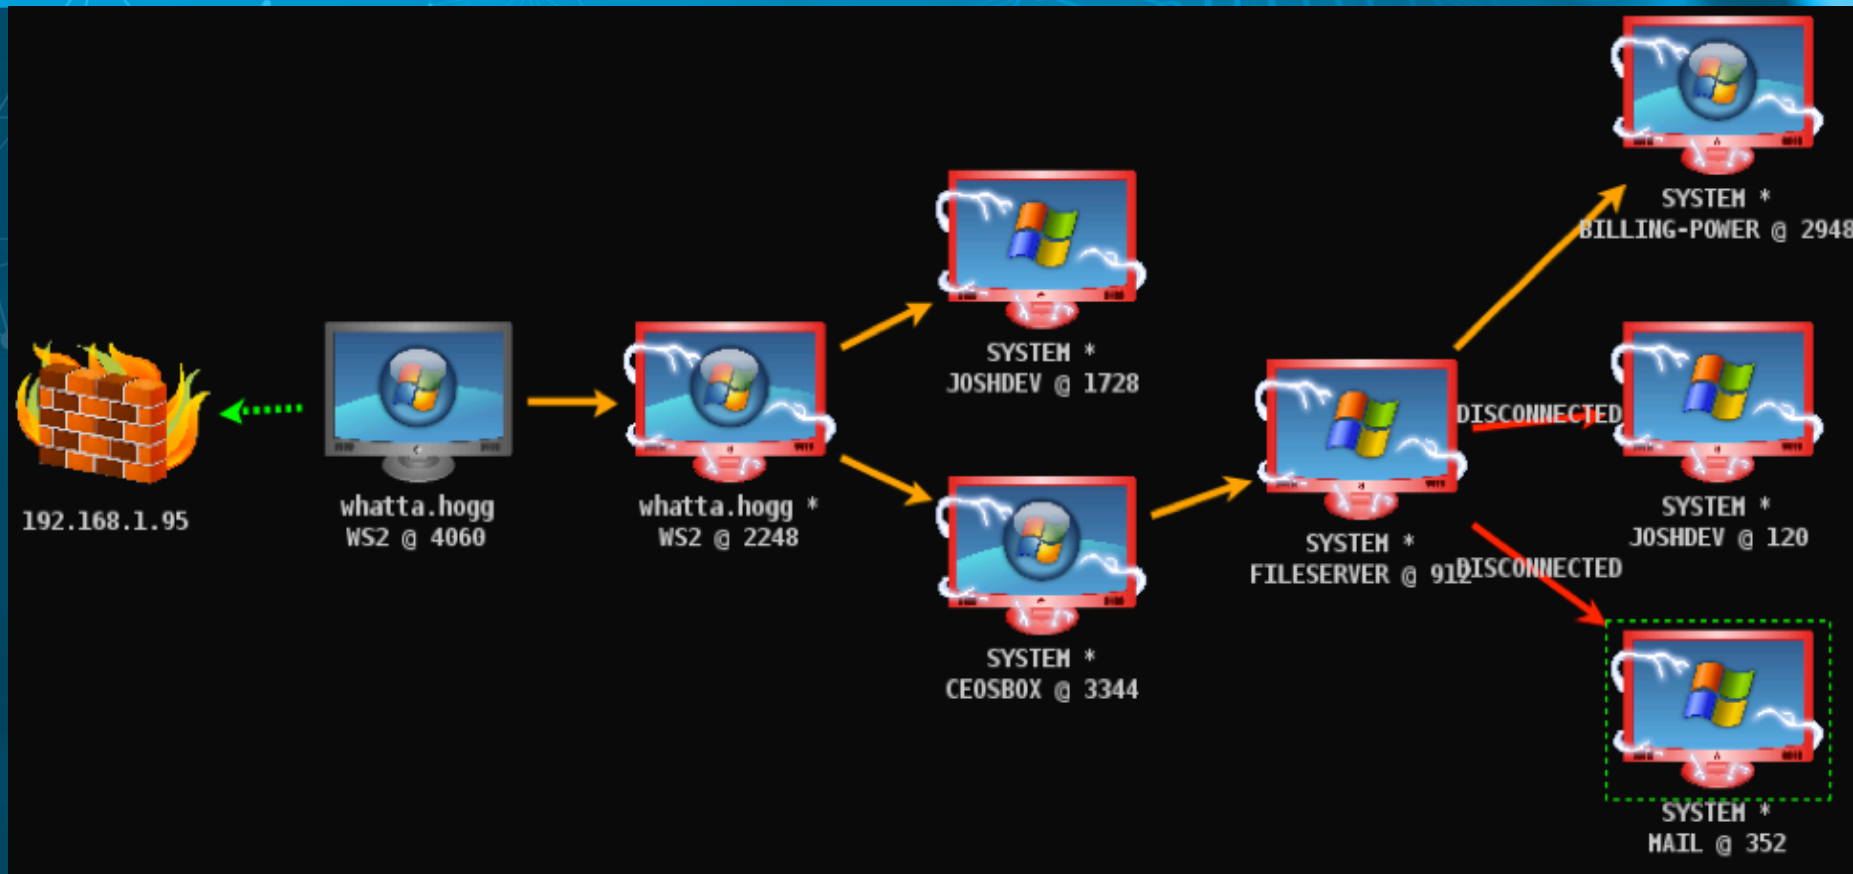 192.168.1.95
whatta.hogg
WS2 @ 4060
whatta.hogg *
WS2 @ 2248
SYSTEM *
JOSHDEV @ 1728
SYSTEM *
CEOSBOX @ 3344
SYSTEM *
FILESERVER @ 912
SYSTEM *
BILLING-POWER @ 2948
DISCONNECTED
SYSTEM *
JOSHDEV @ 120
DISCONNECTED
SYSTEM *
MAIL @ 352